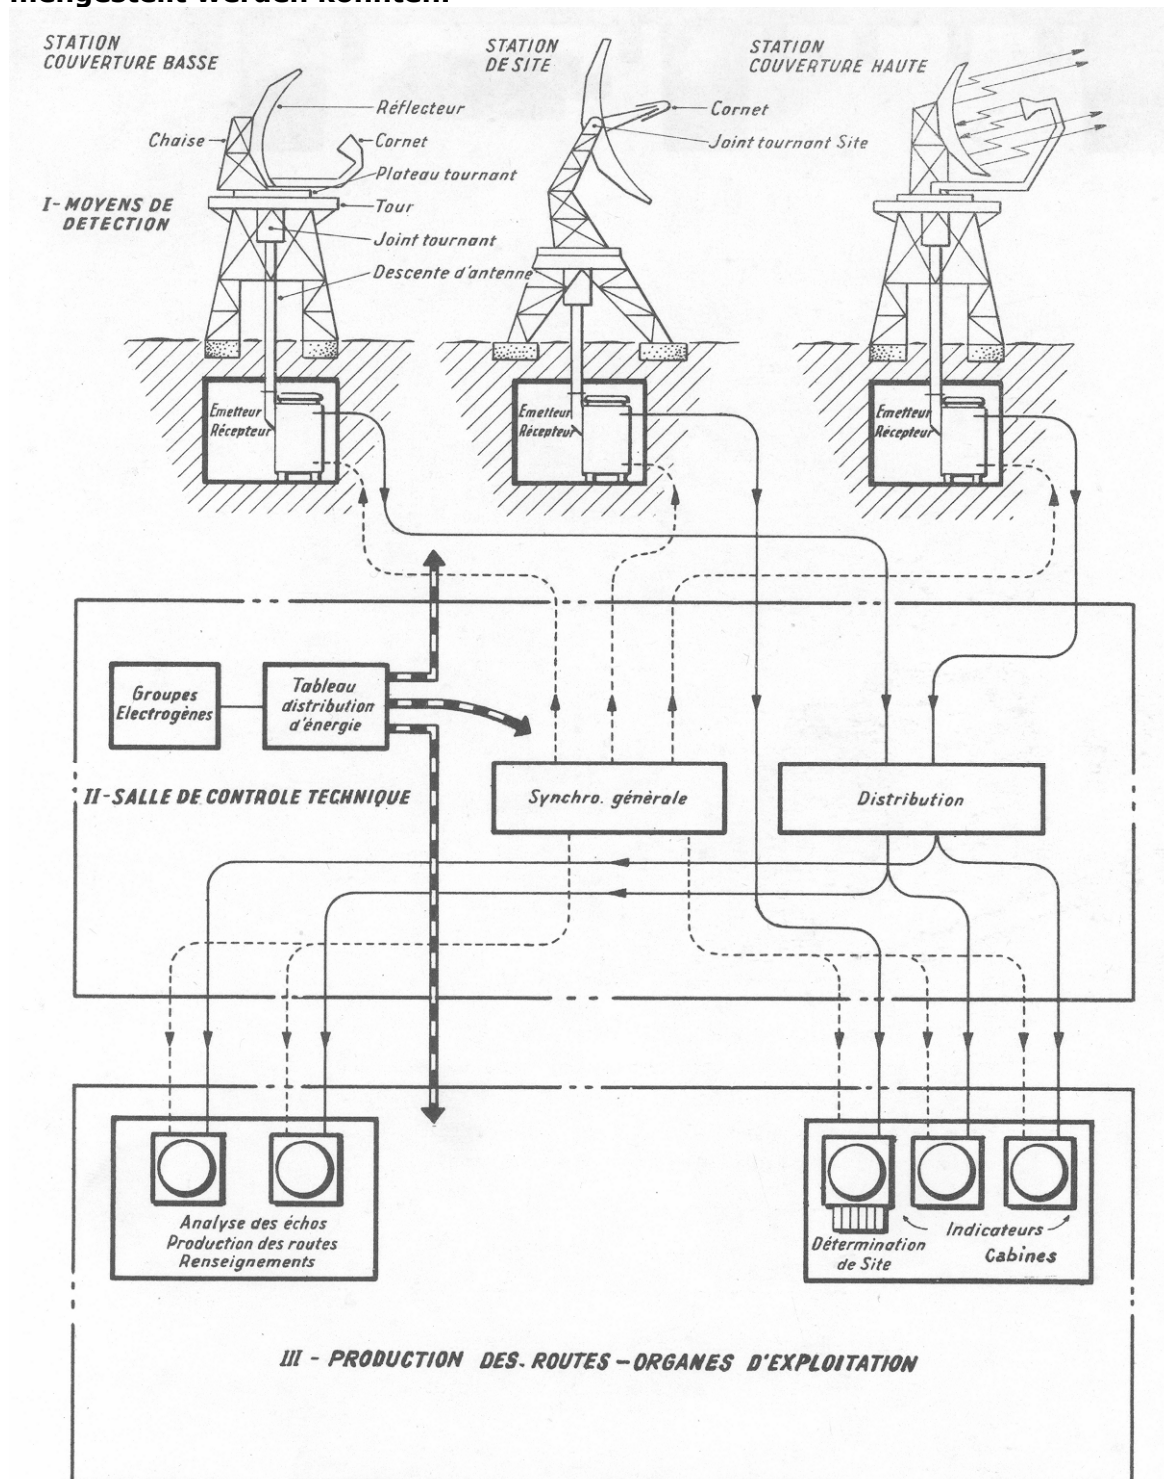 mengestellt werden konnten.
STATION
COUVERTURE BASSE
STATION
DE SITE
STATION
COUVERTURE HAUTE
Réflecteur
Cornet
Chaise
Cornet
Joint tournant Site
Plateau tournant
I-MOYENS DE
DETECTION
Tour
Joint tournant
Descente d'antenne
Emetteur
Récepteur
Emetteur
Récepteur
Emetteur
Récepteur
Groupes
Electrogènes
Tableau
distribution
d'énergie
II-SALLE DE CONTROLE TECHNIQUE
Synchro. générale
Distribution
Analyse des échos
Production des routes
Renseignements
Détermination
de Site
Indicateurs
Cabines
III - PRODUCTION DES. ROUTES - ORGANES D'EXPLOITATION